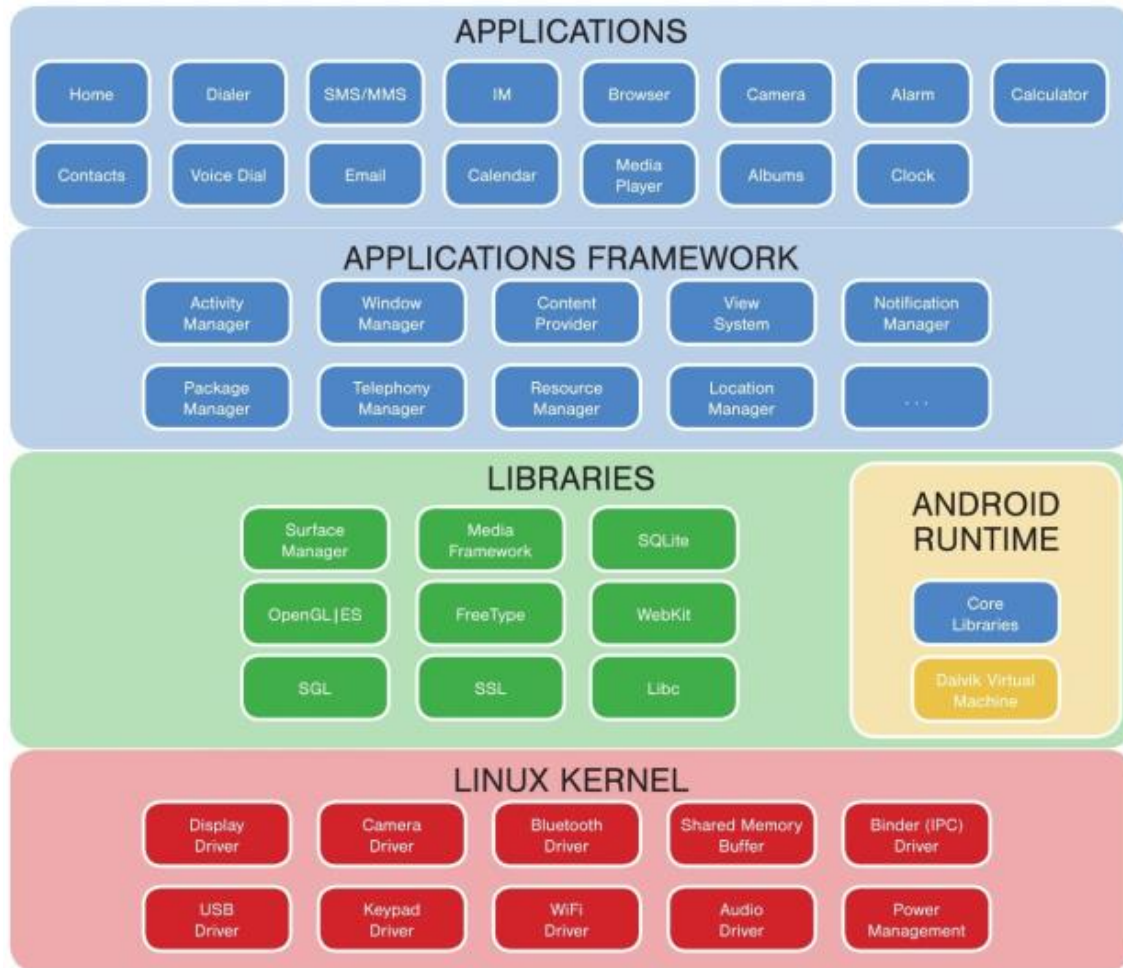 APPLICATIONS
Home
Dialer
SMS/MMS
IM
Browser
Camera
Alarm
Calculator
Contacts
Voice Dial
Email
Calendar
Media
Player
Albums
Clock
APPLICATIONS FRAMEWORK
Activity
Manager
Window
Manager
Content
Provider
View
System
Notification
Manager
Package
Manager
Telephony
Manager
Resource
Manager
Location
Manager
. . .
LIBRARIES
Surface
Manager
Media
Framework
SQLite
OpenGL|ES
FreeType
WebKit
SGL
SSL
Libc
ANDROID
RUNTIME
Core
Libraries
Dalvik Virtual
Machine
LINUX KERNEL
Display
Driver
Camera
Driver
Bluetooth
Driver
Shared Memory
Buffer
Binder (IPC)
Driver
USB
Driver
Keypad
Driver
WiFi
Driver
Audio
Driver
Power
Management